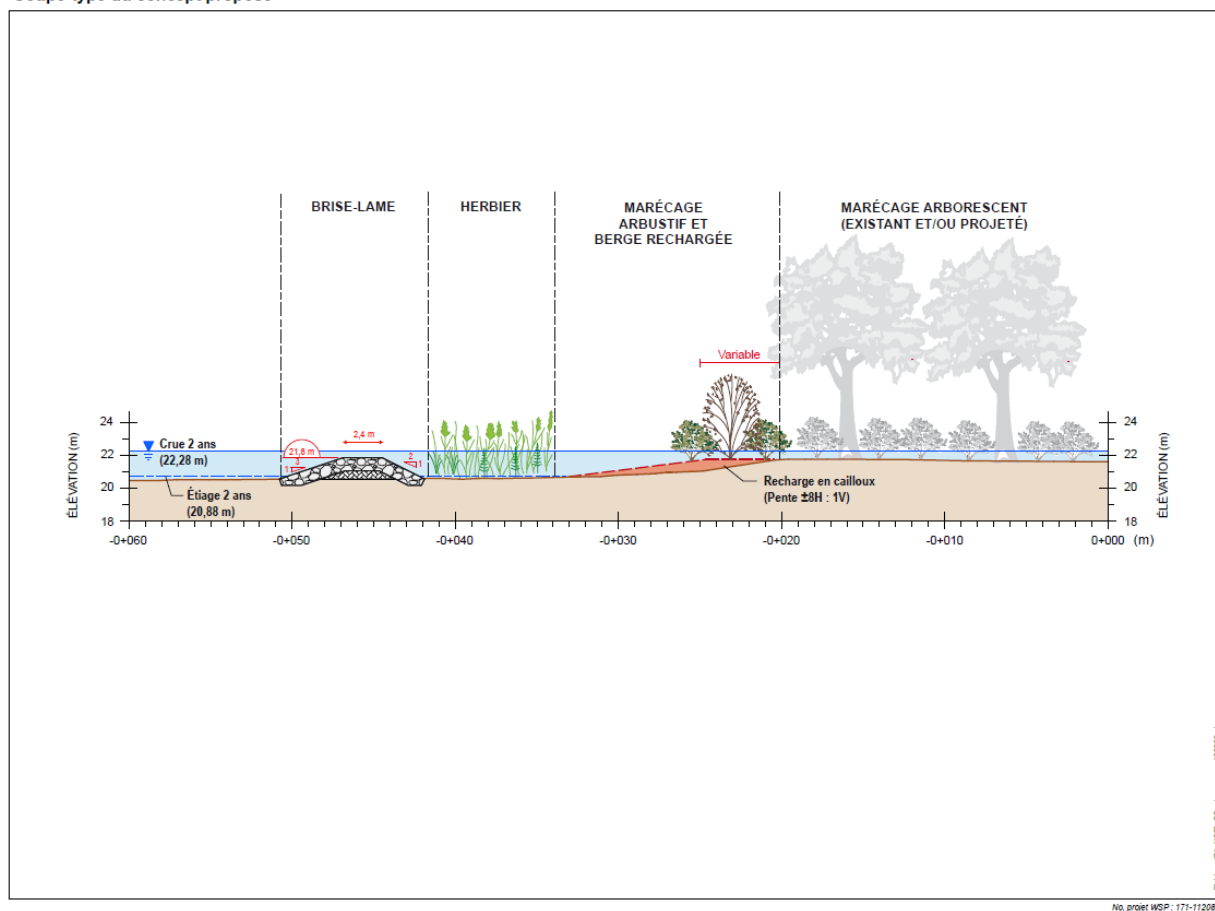 BRISE-LAME
HERBIER
MARÉCAGE
ARBUSTIF ET
BERGE RECHARGÉE
MARÉCAGE ARBORESCENT
(EXISTANT ET/OU PROJETÉ)
Variable
ÉLÉVATION (m)
24
22
20
18
Crue 2 ans
(22,28 m)
Étiage 2 ans
(20,88 m)
2,4 m
21,8 m
3
1
2
1
Recharge en cailloux
(Pente ±8H : 1V)
24
22
20
18
ÉLÉVATION (m)
-0+060 -0+050 -0+040 -0+030 -0+020 -0+010 0+000 (m)
No. projet WSP : 171-11208